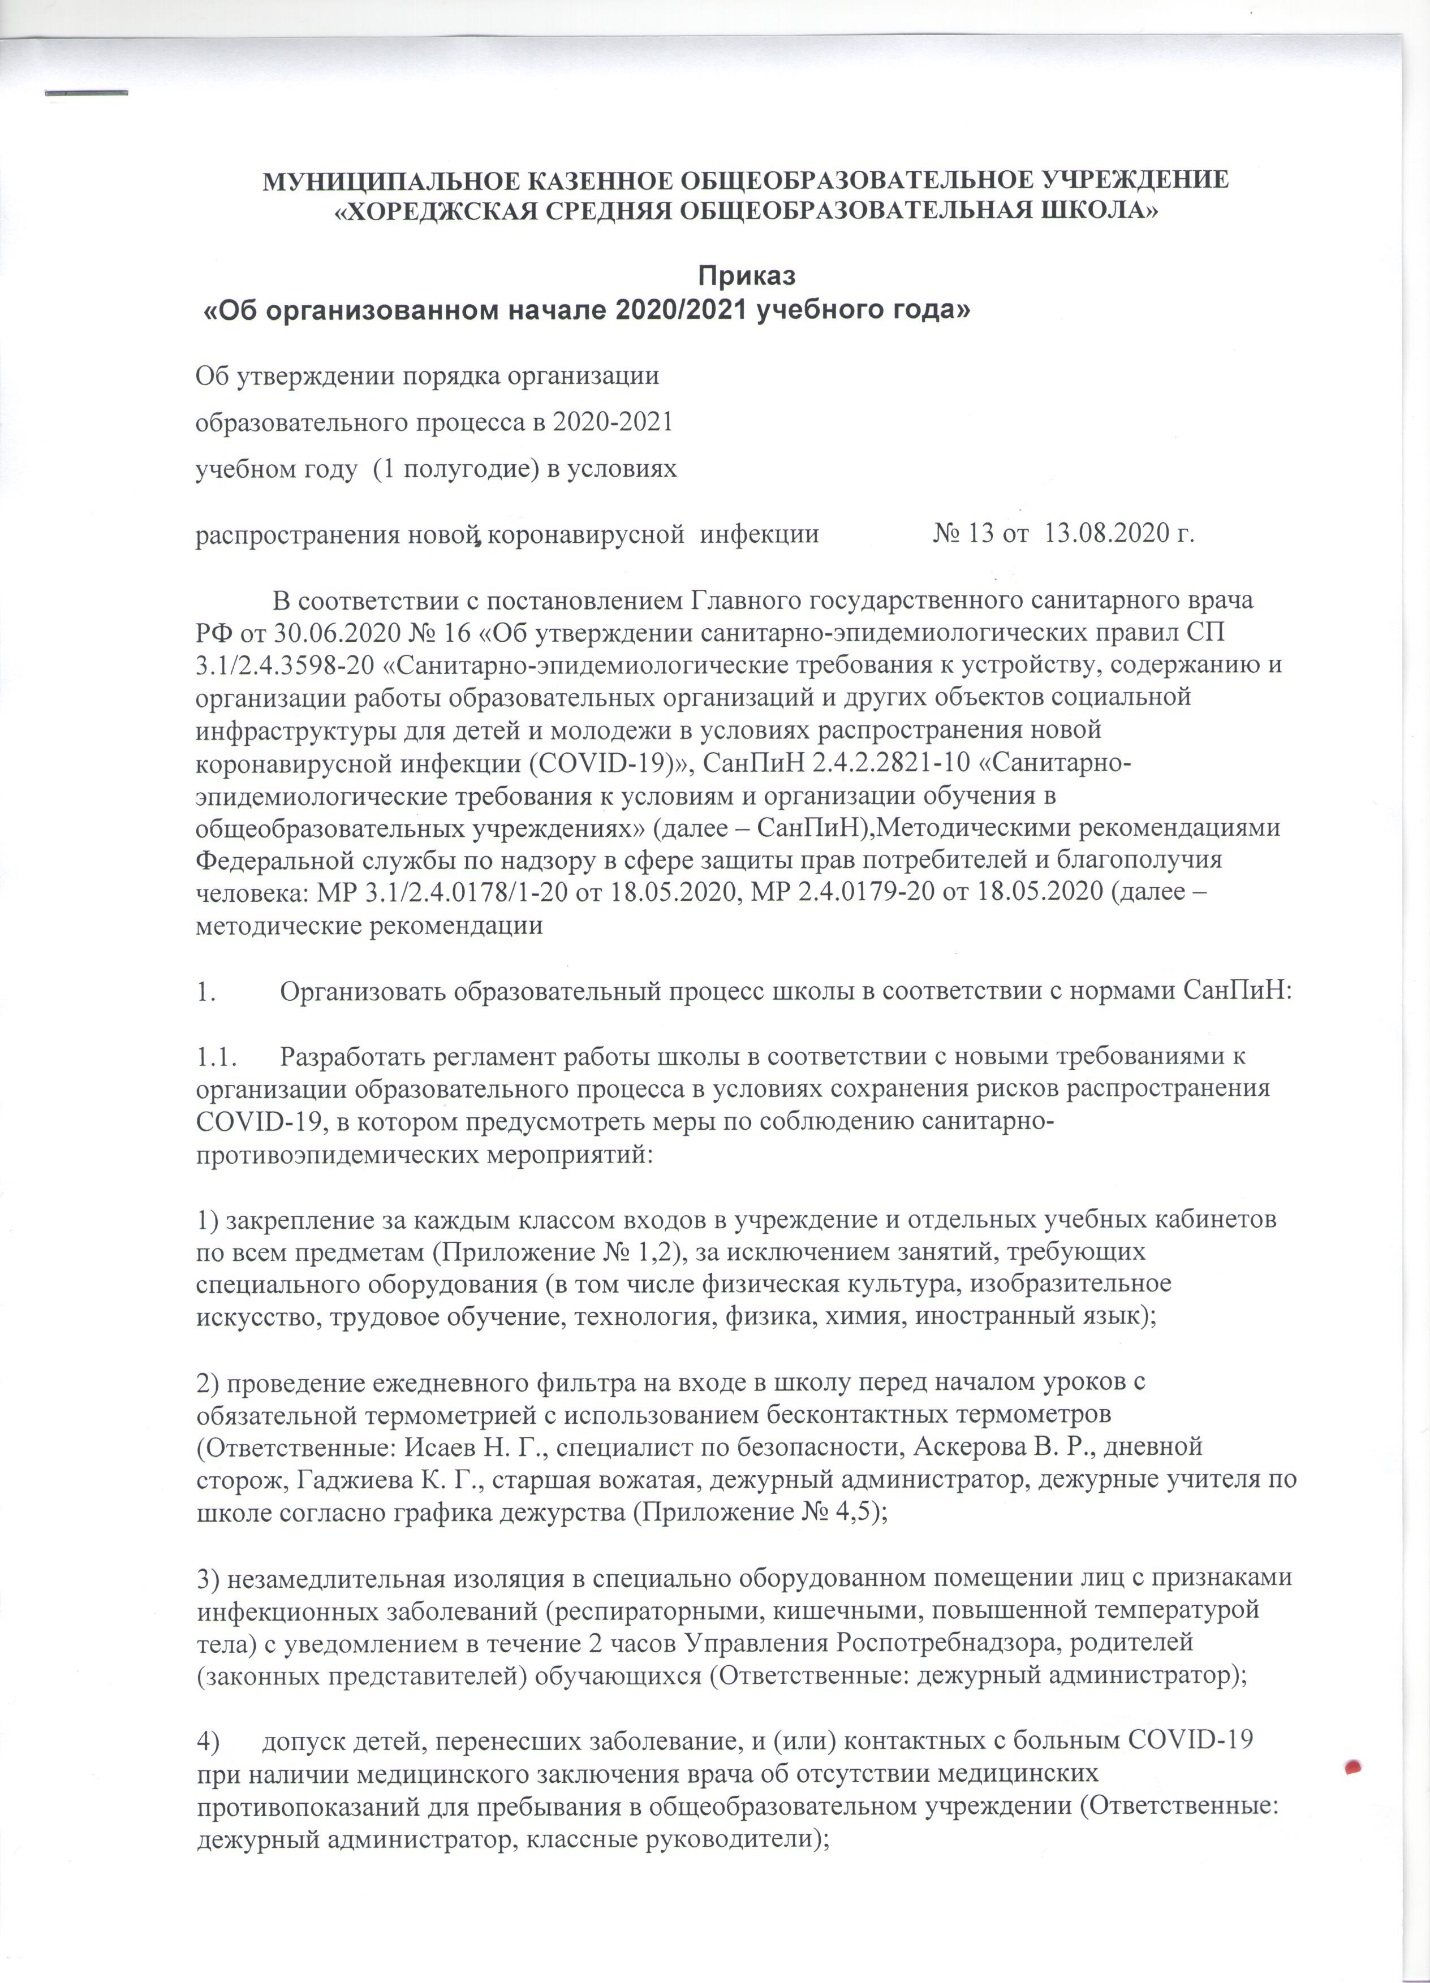 МУНИЦИПАЛЬНОЕ КАЗЕННОЕ ОБЩЕОБРАЗОВАТЕЛЬНОЕ УЧРЕЖДЕНИЕ
«ХОРЕДЖСКАЯ СРЕДНЯЯ ОБЩЕОБРАЗОВАТЕЛЬНАЯ ШКОЛА»
Приказ
«Об организованном начале 2020/2021 учебного года»
Об утверждении порядка организации
образовательного процесса в 2020-2021
учебном году (1 полугодие) в условиях
распространения новой, коронавирусной инфекции № 13 от 13.08.2020 г.
В соответствии с постановлением Главного государственного санитарного врача
РФ от 30.06.2020 № 16 «Об утверждении санитарно-эпидемиологических правил СП
3.1/2.4.3598-20 «Санитарно-эпидемиологические требования к устройству, содержанию и
организации работы образовательных организаций и других объектов социальной
инфраструктуры для детей и молодежи в условиях распространения новой
коронавирусной инфекции (COVID-19)», СанПиН 2.4.2.2821-10 «Санитарно-
эпидемиологические требования к условиям и организации обучения в
общеобразовательных учреждениях» (далее – СанПиН),Методическими рекомендациями
Федеральной службы по надзору в сфере защиты прав потребителей и благополучия
человека: МР 3.1/2.4.0178/1-20 от 18.05.2020, МР 2.4.0179-20 от 18.05.2020 (далее –
методические рекомендации
1. Организовать образовательный процесс школы в соответствии с нормами СанПиН:
1.1. Разработать регламент работы школы в соответствии с новыми требованиями к
организации образовательного процесса в условиях сохранения рисков распространения
COVID-19, в котором предусмотреть меры по соблюдению санитарно-
противоэпидемических мероприятий:
1) закрепление за каждым классом входов в учреждение и отдельных учебных кабинетов
по всем предметам (Приложение № 1,2), за исключением занятий, требующих
специального оборудования (в том числе физическая культура, изобразительное
искусство, трудовое обучение, технология, физика, химия, иностранный язык);
2) проведение ежедневного фильтра на входе в школу перед началом уроков с
обязательной термометрией с использованием бесконтактных термометров
(Ответственные: Исаев Н. Г., специалист по безопасности, Аскерова В. Р., дневной
сторож, Гаджиева К. Г., старшая вожатая, дежурный администратор, дежурные учителя по
школе согласно графика дежурства (Приложение № 4,5);
3) незамедлительная изоляция в специально оборудованном помещении лиц с признаками
инфекционных заболеваний (респираторными, кишечными, повышенной температурой
тела) с уведомлением в течение 2 часов Управления Роспотребнадзора, родителей
(законных представителей) обучающихся (Ответственные: дежурный администратор);
4) допуск детей, перенесших заболевание, и (или) контактных с больным COVID-19
при наличии медицинского заключения врача об отсутствии медицинских
противопоказаний для пребывания в общеобразовательном учреждении (Ответственные:
дежурный администратор, классные руководители);